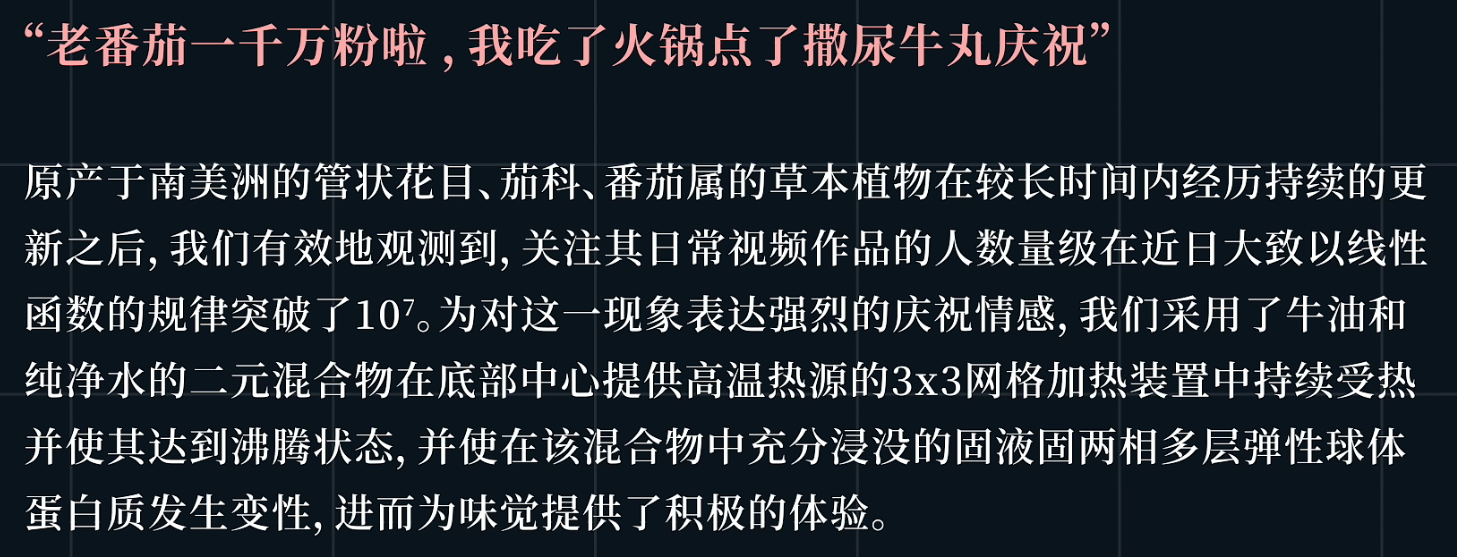 “老番茄一千万粉啦，我吃了火锅点了撒尿牛丸庆祝”
原产于南美洲的管状花目、茄科、番茄属的草本植物在较长时间内经历持续的更
新之后，我们有效地观测到，关注其日常视频作品的人数量级在近日大致以线性
函数的规律突破了10⁷。为对这一现象表达强烈的庆祝情感，我们采用了牛油和
纯净水的二元混合物在底部中心提供高温热源的3x3网格加热装置中持续受热
并使其达到沸腾状态，并使在该混合物中充分浸没的固液固两相多层弹性球体
蛋白质发生变性，进而为味觉提供了积极的体验。